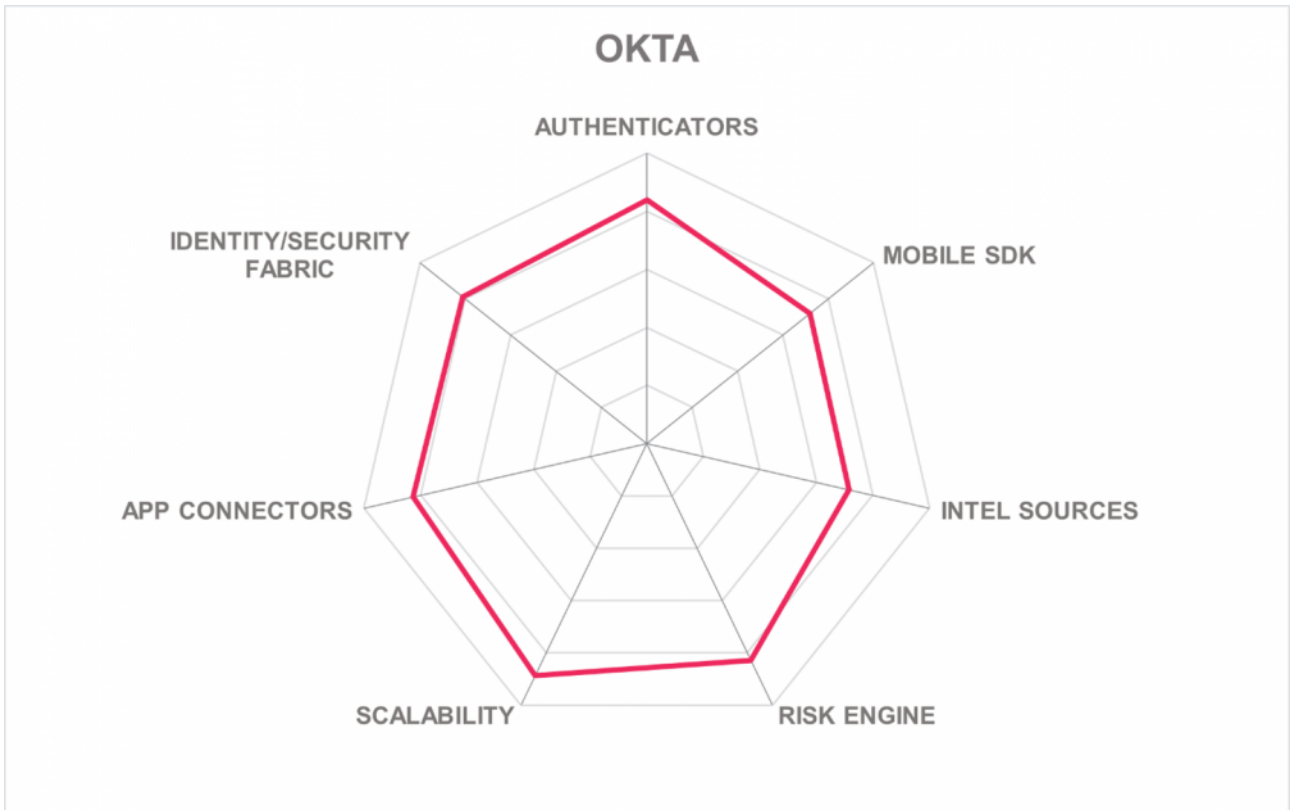 OKTA
AUTHENTICATORS
IDENTITY/SECURITY
FABRIC
MOBILE SDK
APP CONNECTORS
INTEL SOURCES
SCALABILITY
RISK ENGINE